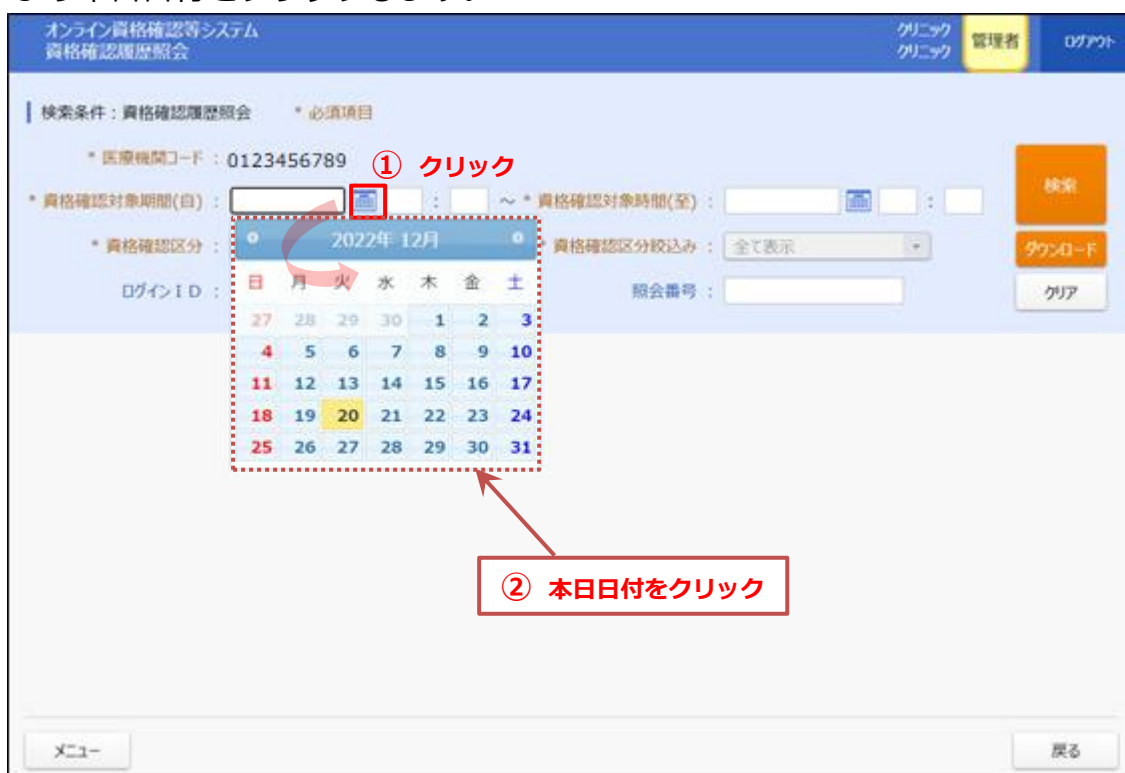 オンライン資格確認等システム
資格確認履歴照会
クリニック
クリニック
管理者
ログアウト
検索条件：資格確認履歴照会 * 必須項目
* 医療機関コード : 0123456789
① クリック
* 資格確認対象期間(自) : : ～ * 資格確認対象時間(至) : :
検索
* 資格確認区分 : * 資格確認区分絞込み : 全て表示
ダウンロード
ログインＩＤ : 照会番号 :
クリア
2022年 12月
日 月 火 水 木 金 土
27 28 29 30 1 2 3
4 5 6 7 8 9 10
11 12 13 14 15 16 17
18 19 20 21 22 23 24
25 26 27 28 29 30 31
② 本日日付をクリック
メニュー
戻る